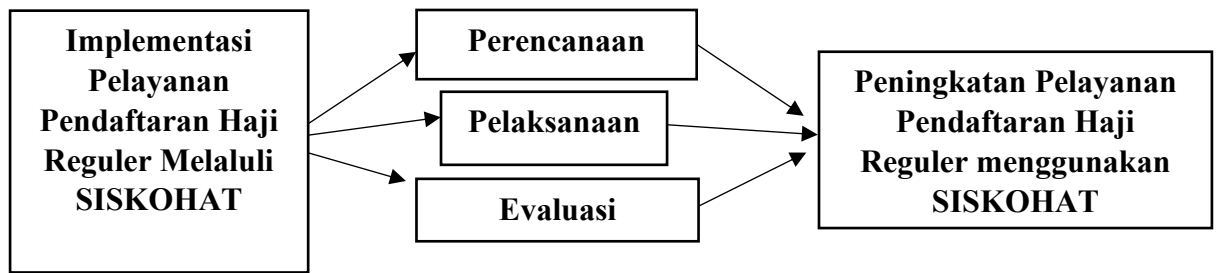 Implementasi
Pelayanan
Pendaftaran Haji
Reguler Melaluli
SISKOHAT
Perencanaan
Pelaksanaan
Evaluasi
Peningkatan Pelayanan
Pendaftaran Haji
Reguler menggunakan
SISKOHAT